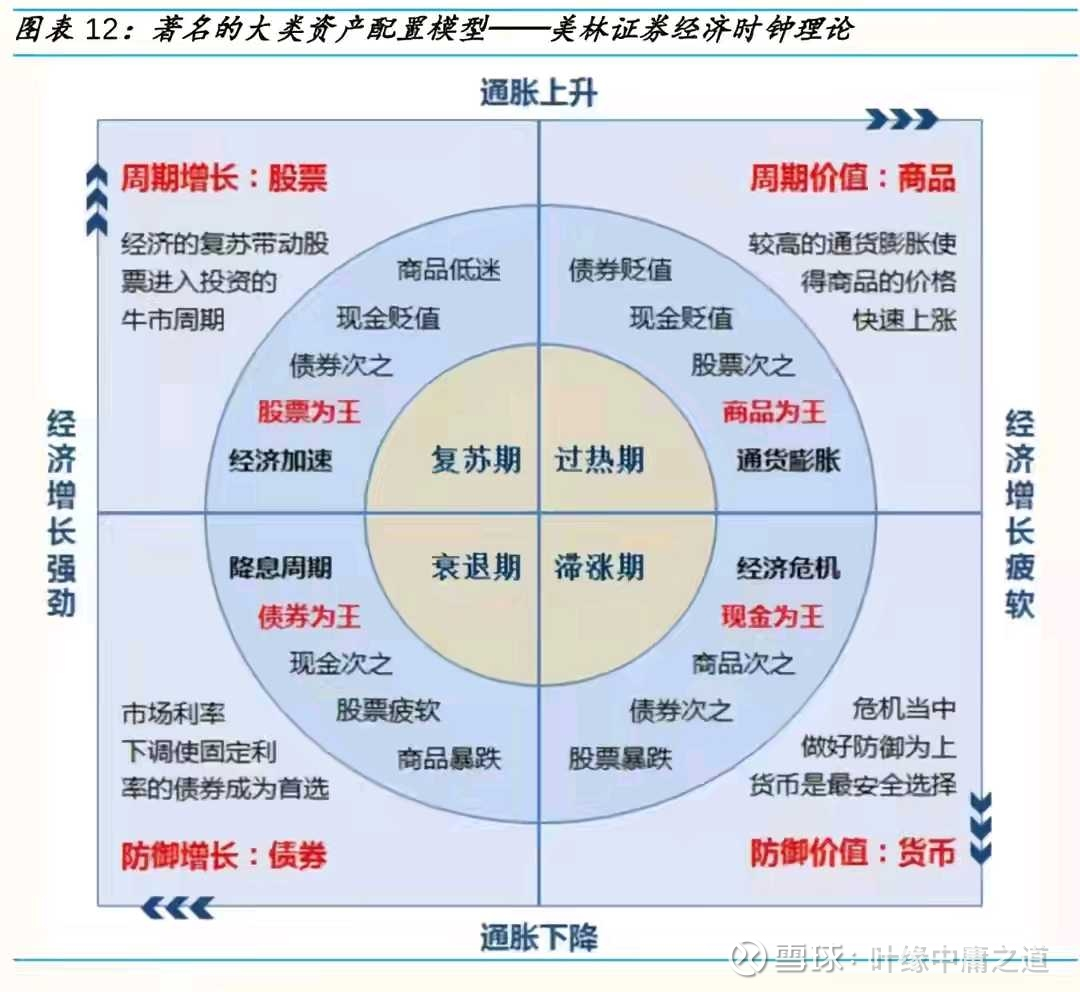 图表 12：著名的大类资产配置模型——美林证券经济时钟理论
通胀上升
周期增长：股票
经济的复苏带动股
票进入投资的
牛市周期
周期价值：商品
较高的通货膨胀使
得商品的价格
快速上涨
商品低迷
现金贬值
债券次之
股票为王
经济加速
复苏期
债券贬值
现金贬值
股票次之
商品为王
通货膨胀
过热期
经济增长强劲
经济增长疲软
衰退期
降息周期
债券为王
现金次之
股票疲软
商品暴跌
滞涨期
经济危机
现金为王
商品次之
债券次之
股票暴跌
市场利率
下调使固定利
率的债券成为首选
防御增长：债券
危机当中
做好防御为上
货币是最安全选择
防御价值：货币
通胀下降
雪球：叶缘中庸之道